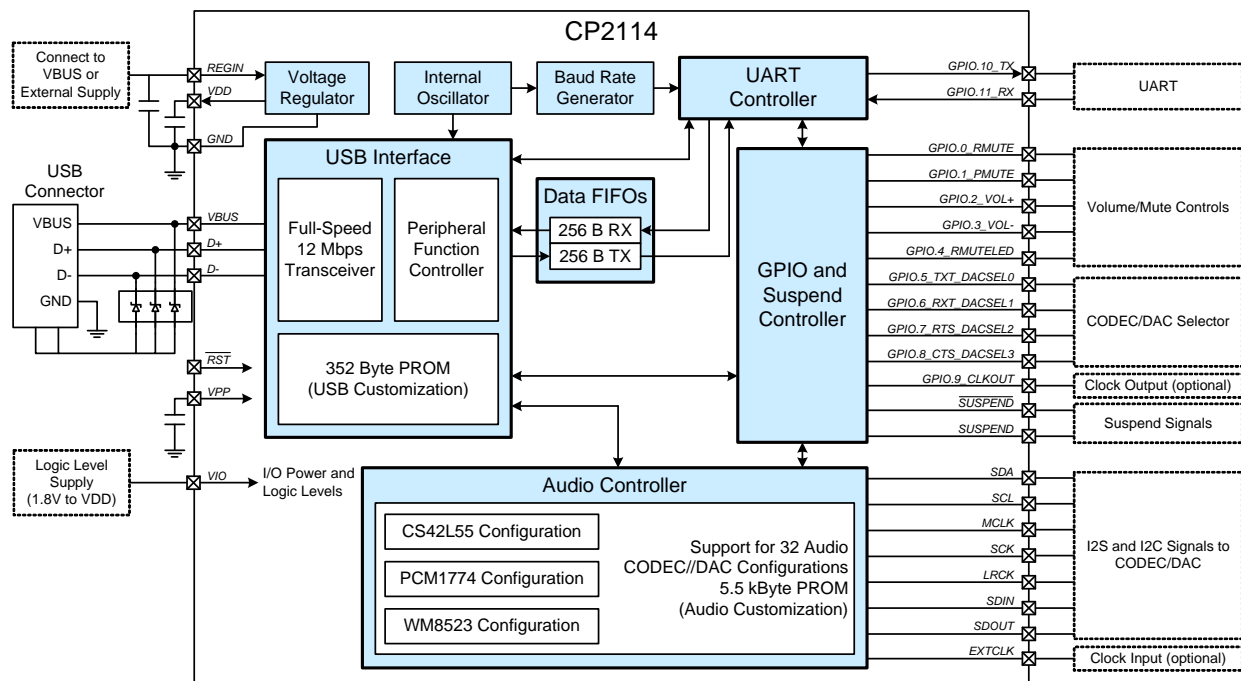 CP2114
Connect to
VBUS or
External Supply
REGIN
VDD
GND
Voltage
Regulator
Internal
Oscillator
Baud Rate
Generator
UART
Controller
GPIO.10_TX
GPIO.11_RX
UART
USB
Connector
VBUS
D+
D-
GND
VBUS
D+
D-
RST
VPP
USB Interface
Full-Speed
12 Mbps
Transceiver
Peripheral
Function
Controller
352 Byte PROM
(USB Customization)
Data FIFOs
256 B RX
256 B TX
GPIO and
Suspend
Controller
GPIO.0_RMUTE
GPIO.1_PMUTE
GPIO.2_VOL+
GPIO.3_VOL-
GPIO.4_RMUTELED
Volume/Mute Controls
GPIO.5_TXT_DACSEL0
GPIO.6_RXT_DACSEL1
GPIO.7_RTS_DACSEL2
GPIO.8_CTS_DACSEL3
CODEC/DAC Selector
GPIO.9_CLKOUT
Clock Output (optional)
SUSPEND
SUSPEND
Suspend Signals
Logic Level
Supply
(1.8V to VDD)
VIO
I/O Power and
Logic Levels
Audio Controller
CS42L55 Configuration
PCM1774 Configuration
WM8523 Configuration
Support for 32 Audio
CODEC//DAC Configurations
5.5 kByte PROM
(Audio Customization)
SDA
SCL
MCLK
SCK
LRCK
SDIN
SDOUT
I2S and I2C Signals to
CODEC/DAC
EXTCLK
Clock Input (optional)